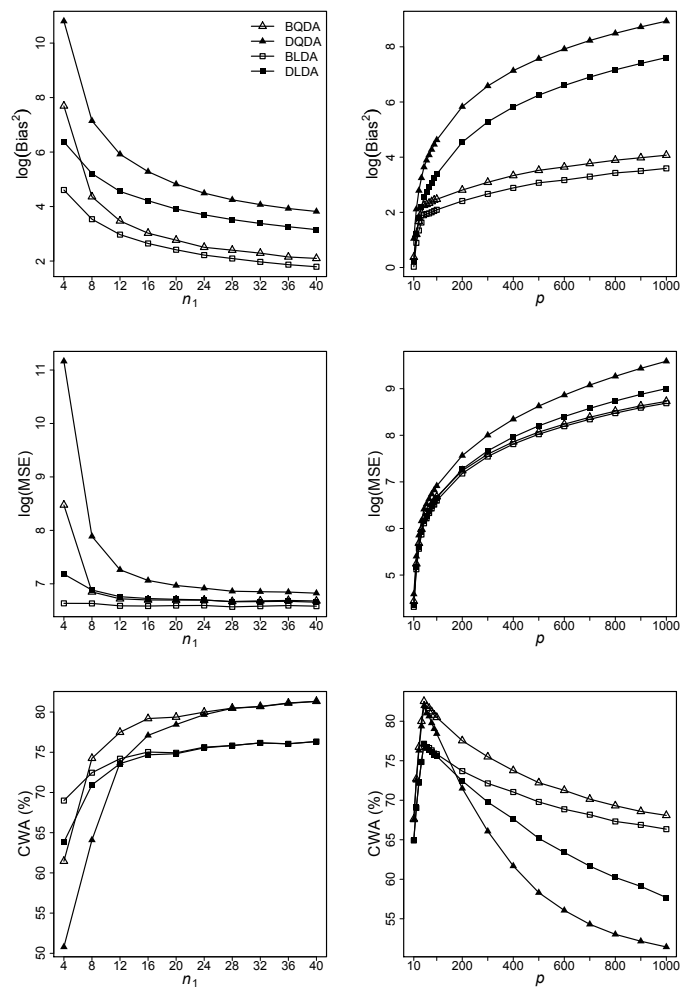 BQDA
DQDA
BLDA
DLDA
log(Bias²)
2 4 6 8 10
4 8 12 16 20 24 28 32 36 40
n₁
log(Bias²)
0 2 4 6 8
10 100 200 400 600 800 1000
p
log(MSE)
7 8 9 10 11
4 8 12 16 20 24 28 32 36 40
n₁
log(MSE)
5 6 7 8 9
10 200 400 600 800 1000
p
CWA (%)
50 55 60 65 70 75 80
4 8 12 16 20 24 28 32 36 40
n₁
CWA (%)
55 60 65 70 75 80
10 200 400 600 800 1000
p